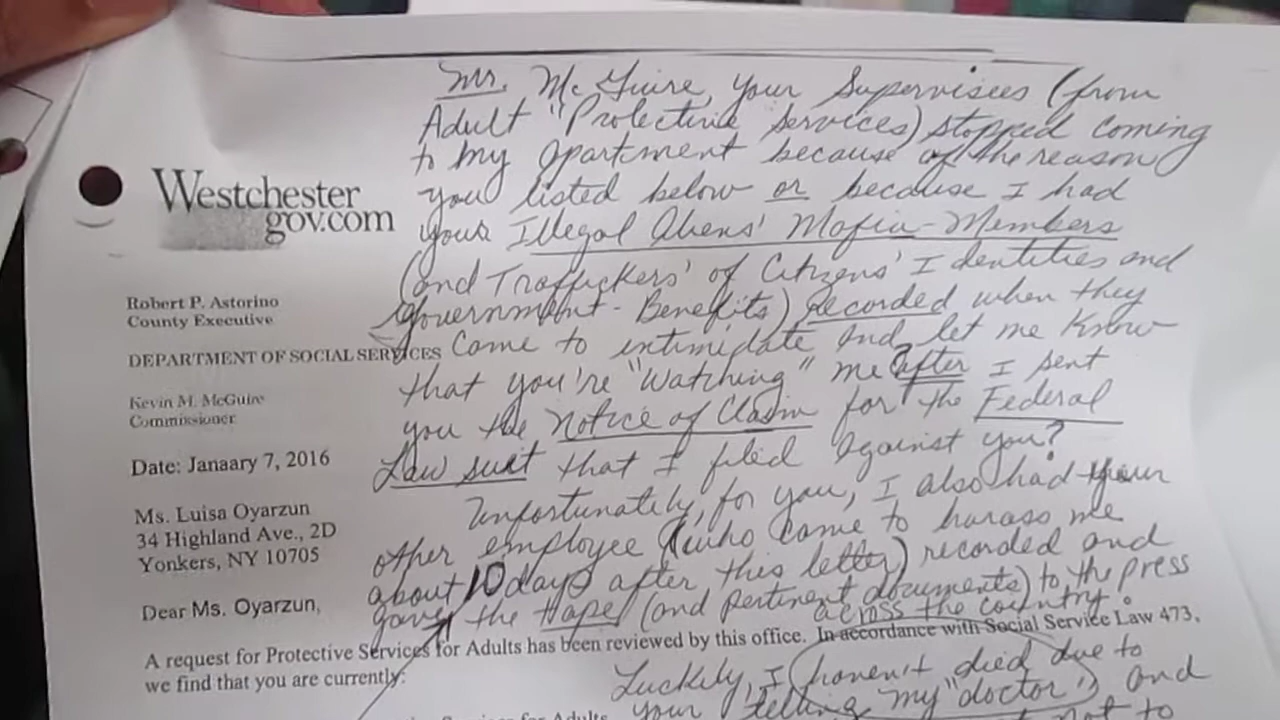 Mr. McGuire, your Supervisees (from
Adult "Protective Services) stopped coming
to my apartment because of the reason
you listed below or because I had
your Illegal Aliens' Mafia-Members
(and Traffickers' of Citizens' Identities and
Government-Benefits) recorded when they
came to intimidate and let me know
that you're "Watching" me after I sent
you the Notice of Claim for the Federal
Law suit that I filed against you?
Unfortunately, for you, I also had your
other employee (who came to harass me
about 10 days after this letter) recorded and
gave the tape (and pertinent documents) to the press
across the country.
Westchester
gov.com
Robert P. Astorino
County Executive
DEPARTMENT OF SOCIAL SERVICES
Kevin M. McGuire
Commissioner
Date: Janaary 7, 2016
Ms. Luisa Oyarzun
34 Highland Ave., 2D
Yonkers, NY 10705
Dear Ms. Oyarzun,
A request for Protective Services for Adults has been reviewed by this office. In accordance with Social Service Law 473,
we find that you are currently:
Luckily, I haven't died due to
your telling my "doctor") and
not to
Services for Adults